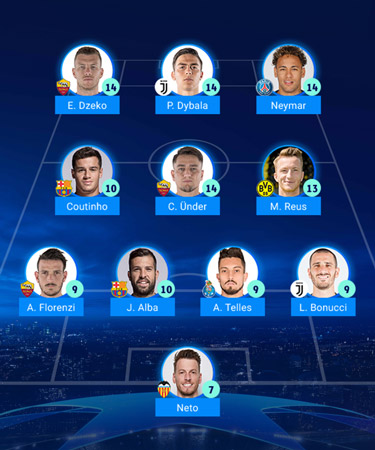 14 14 14
E. Dzeko P. Dybala Neymar
10 14 13
Coutinho C. Ünder M. Reus
9 10 9 9
A. Florenzi J. Alba A. Telles L. Bonucci
7
Neto